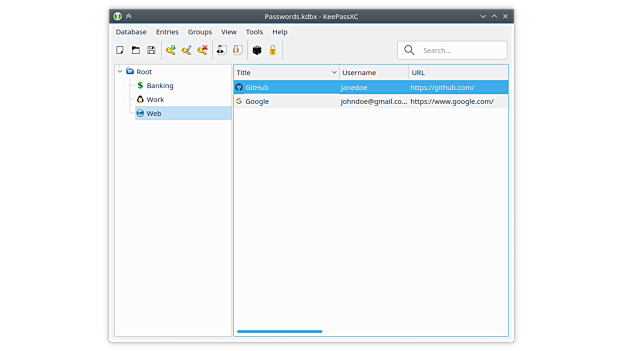 Passwords.kdbx - KeePassXC
Database Entries Groups View Tools Help
Search...
Root
Banking
Work
Web
Title Username URL
GitHub janedoe https://github.com/
Google johndoe@gmail.co... https://www.google.com/